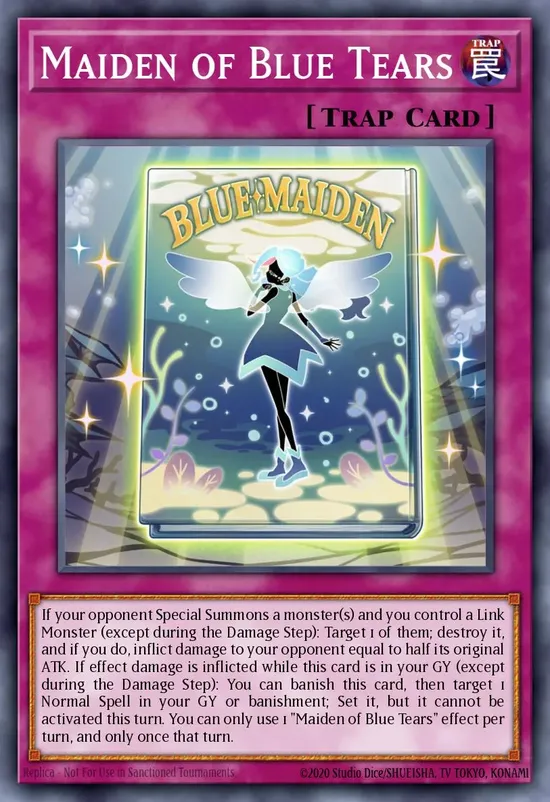 MAIDEN OF BLUE TEARS
TRAP
罠
[TRAP CARD]
BLUE MAIDEN
If your opponent Special Summons a monster(s) and you control a Link
Monster (except during the Damage Step): Target 1 of them; destroy it,
and if you do, inflict damage to your opponent equal to half its original
ATK. If effect damage is inflicted while this card is in your GY (except
during the Damage Step): You can banish this card, then target 1
Normal Spell in your GY or banishment; Set it, but it cannot be
activated this turn. You can only use 1 "Maiden of Blue Tears" effect per
turn, and only once that turn.
Replica - Not For Use in Sanctioned Tournaments
©2020 Studio Dice/SHUEISHA, TV TOKYO, KONAMI